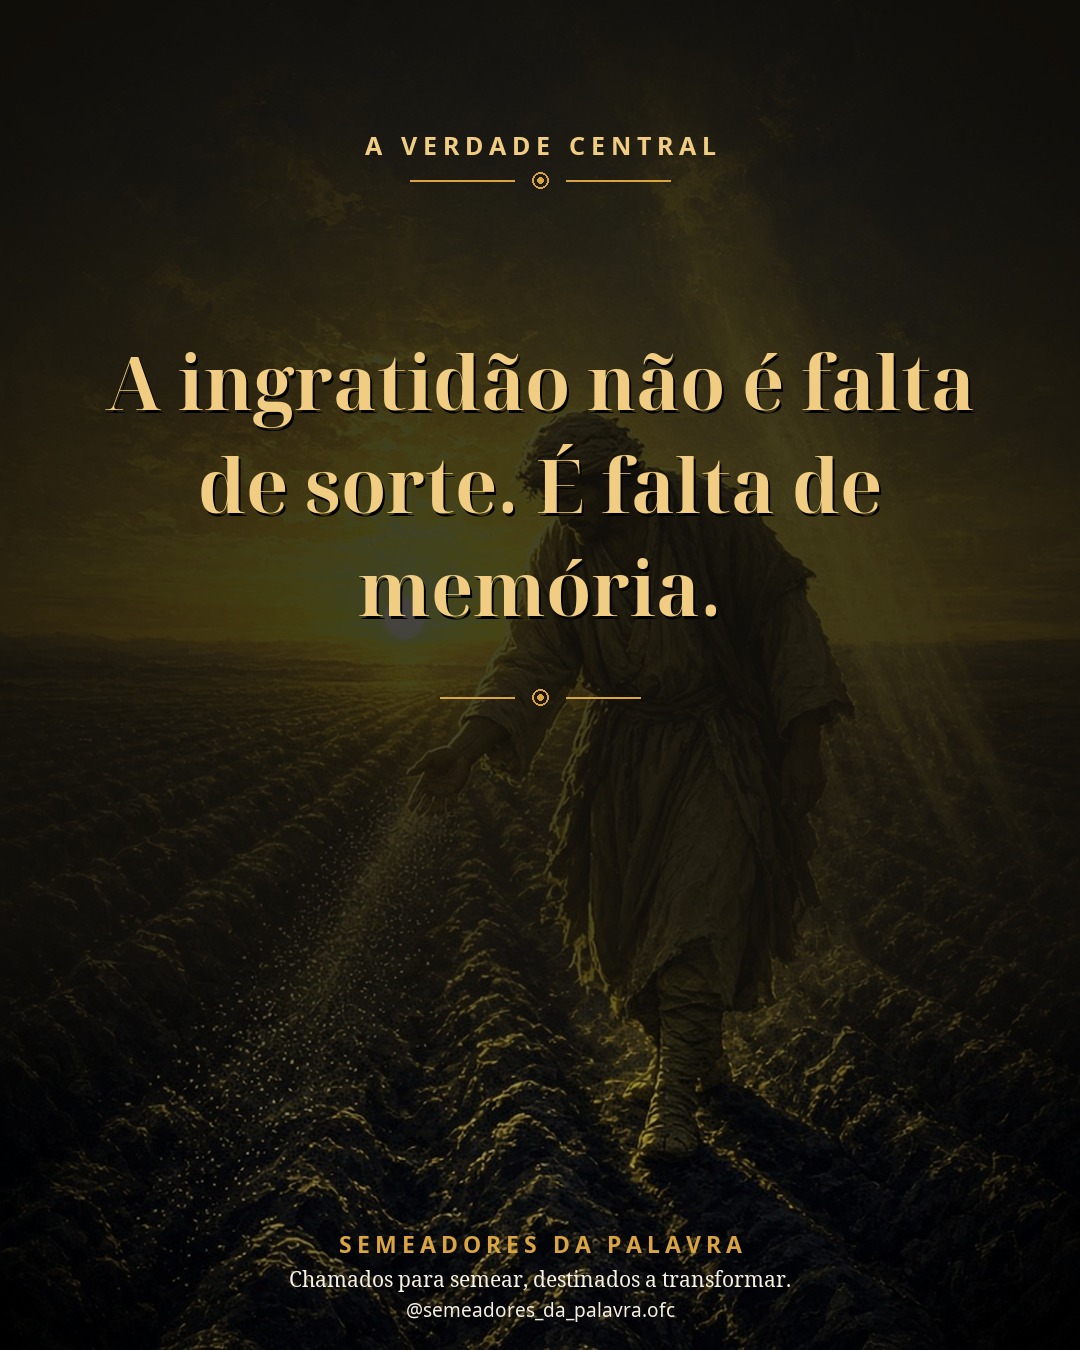 A VERDADE CENTRAL
A ingratidão não é falta
de sorte. É falta de
memória.
SEMEADORES DA PALAVRA
Chamados para semear, destinados a transformar.
@semeadores_da_palavra.ofc